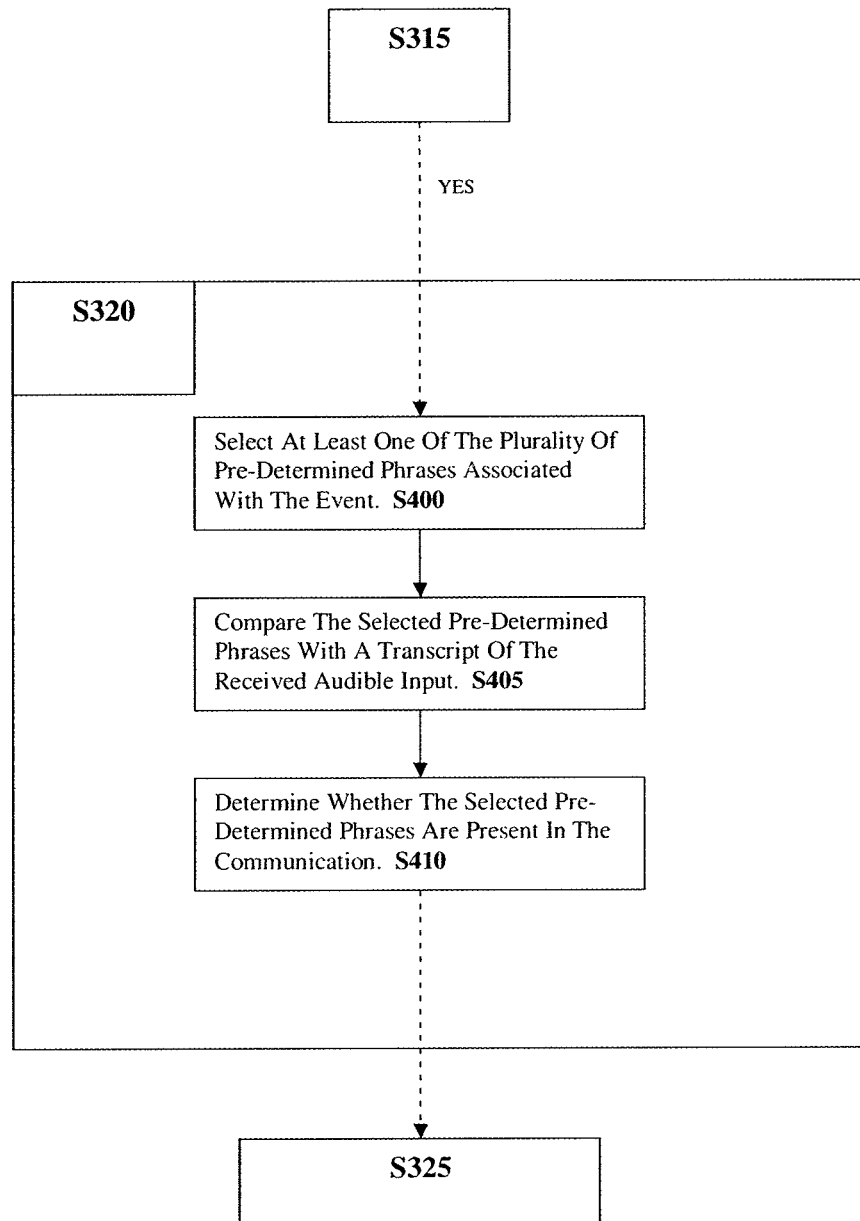 S315
YES
S320
Select At Least One Of The Plurality Of
Pre-Determined Phrases Associated
With The Event. S400
Compare The Selected Pre-Determined
Phrases With A Transcript Of The
Received Audible Input. S405
Determine Whether The Selected Pre-
Determined Phrases Are Present In The
Communication. S410
S325